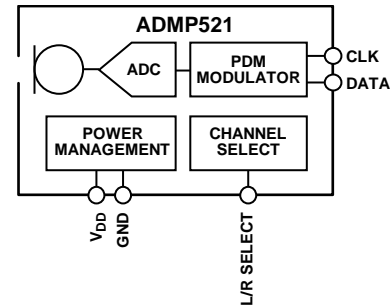 ADMP521
ADC
PDM
MODULATOR
CLK
DATA
POWER
MANAGEMENT
CHANNEL
SELECT
VDD
GND
L/R SELECT